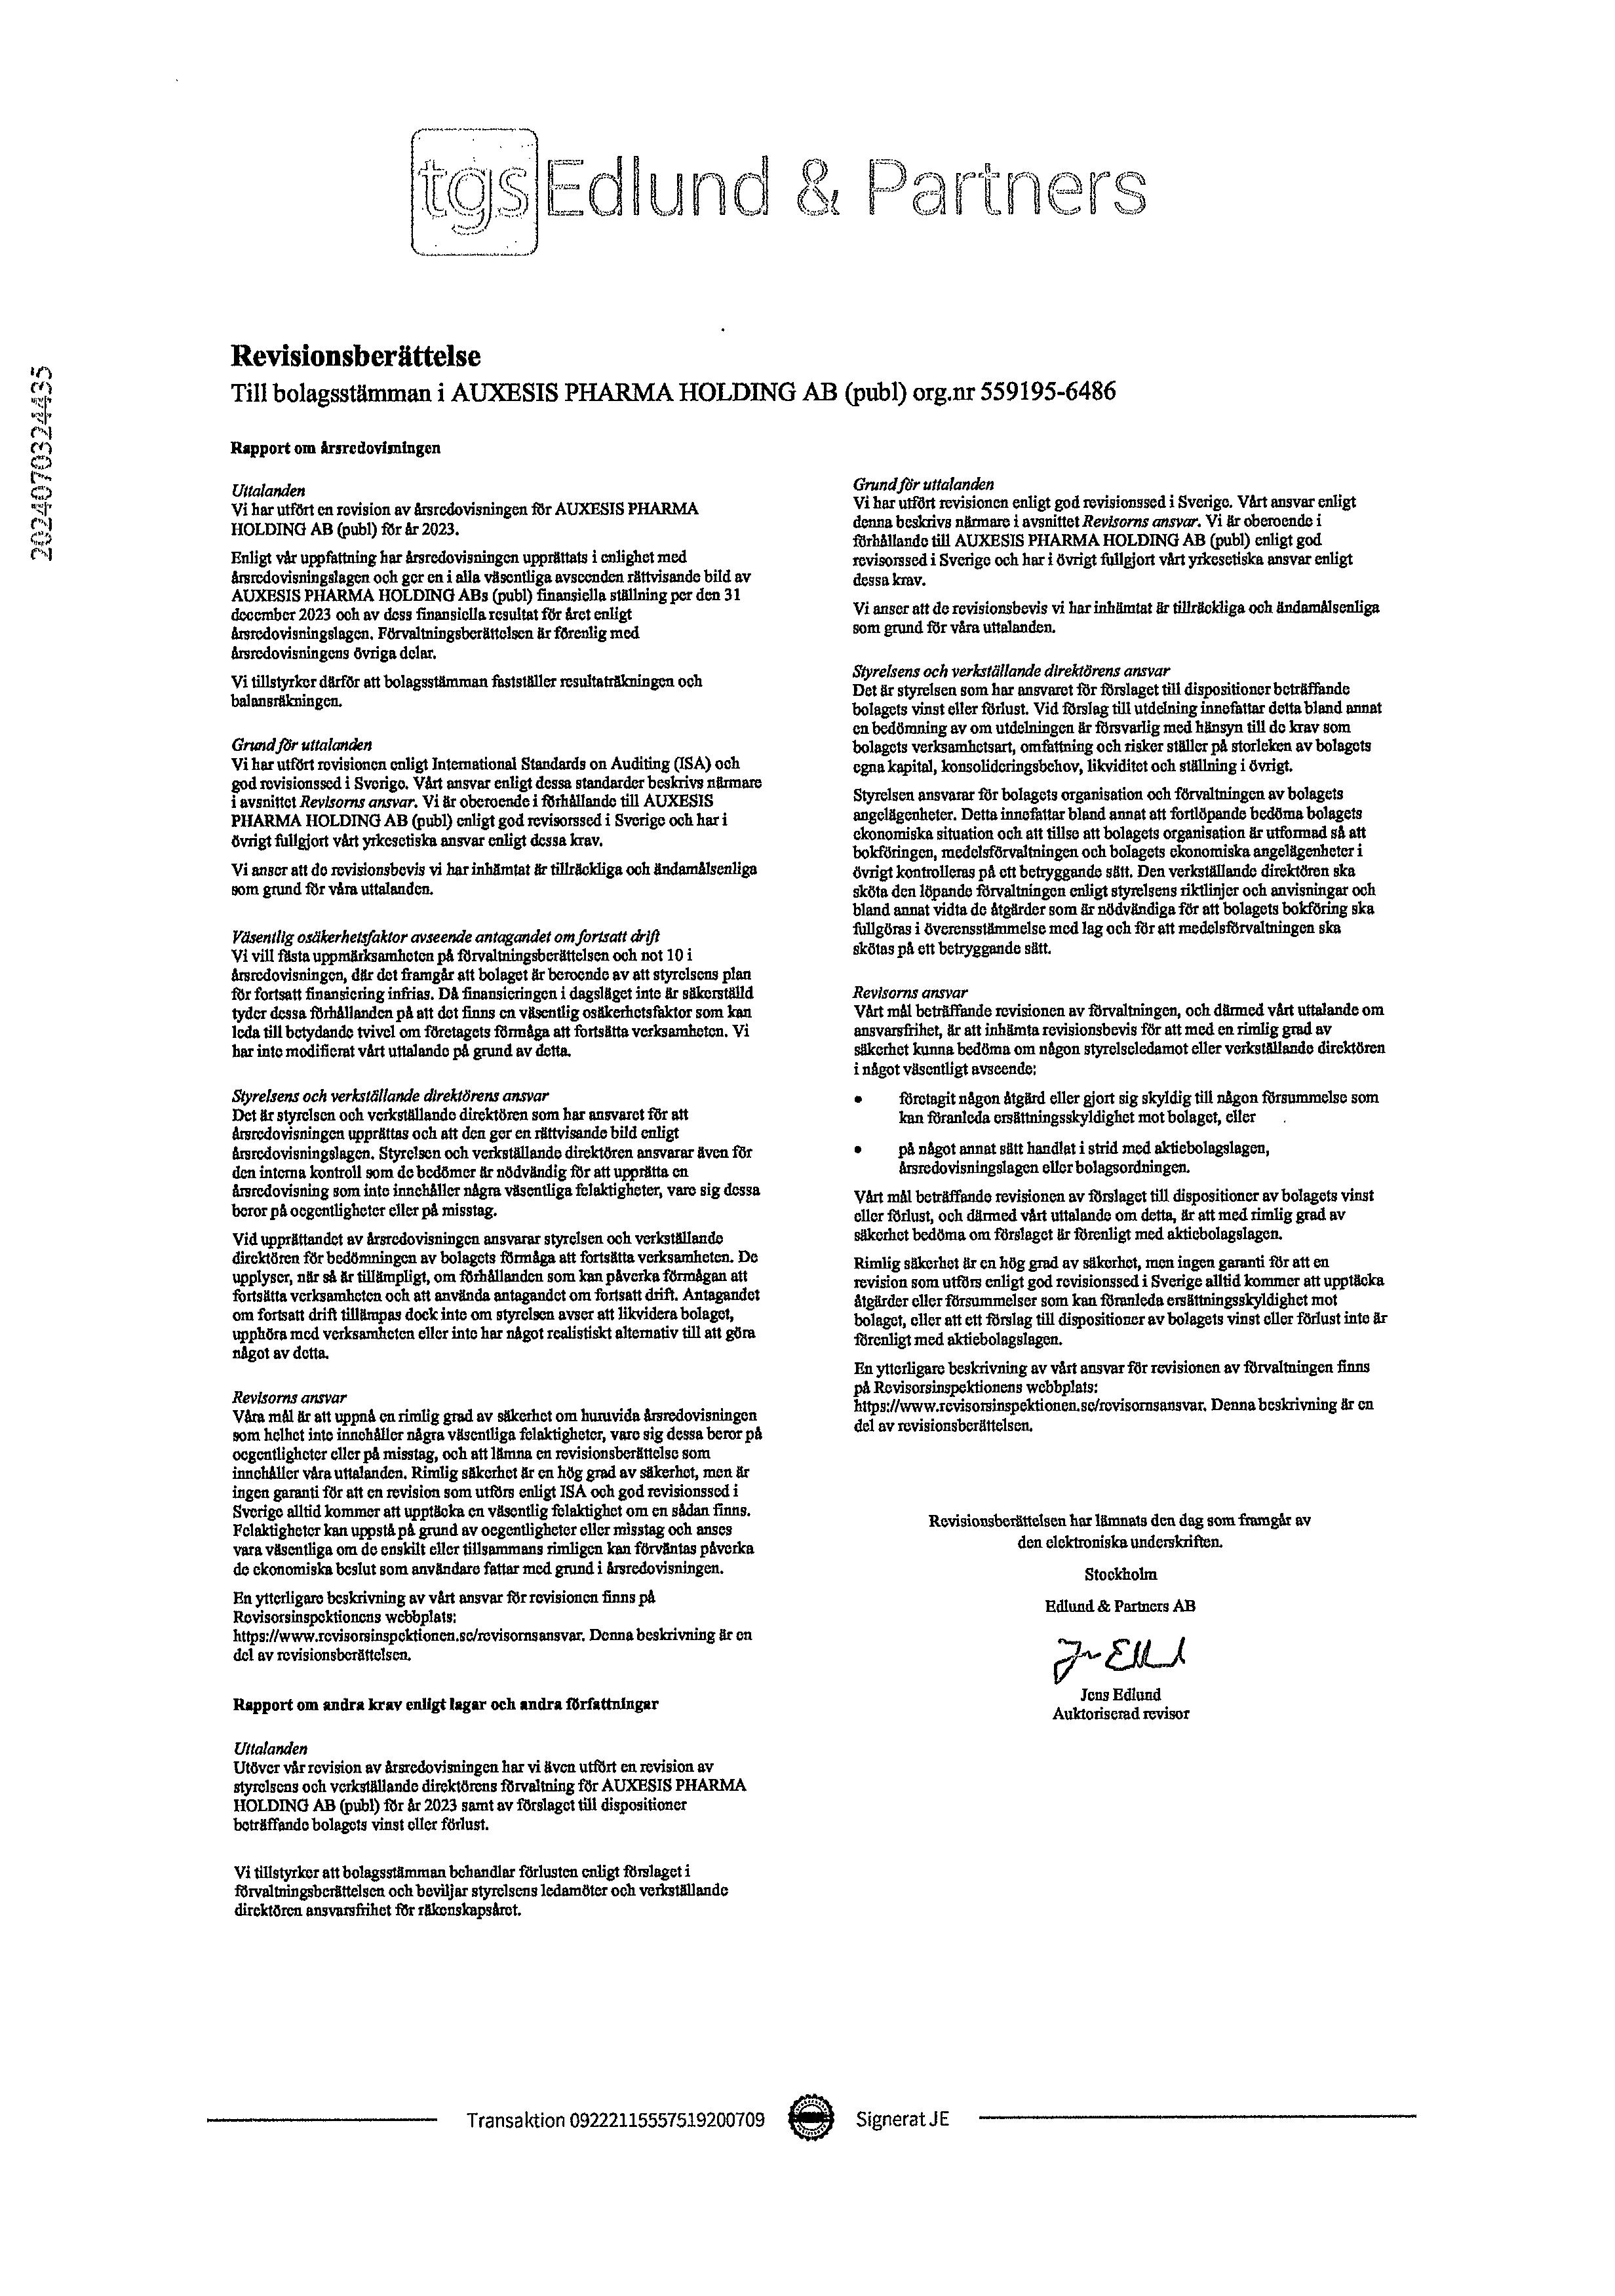 tgs Edlund & Partners
2024070324435
Revisionsberättelse
Till bolagsstämman i AUXESIS PHARMA HOLDING AB (publ) org.nr 559195-6486
Rapport om årsredovisningen
Uttalanden
Vi har utfört en revision av årsredovisningen för AUXESIS PHARMA
HOLDING AB (publ) för år 2023.
Enligt vår uppfattning har årsredovisningen upprättats i enlighet med
årsredovisningslagen och ger en i alla väsentliga avseenden rättvisande bild av
AUXESIS PHARMA HOLDING ABs (publ) finansiella ställning per den 31
december 2023 och av dess finansiella resultat för året enligt
årsredovisningslagen. Förvaltningsberättelsen är förenlig med
årsredovisningens övriga delar.
Vi tillstyrker därför att bolagsstämman fastställer resultaträkningen och
balansräkningen.
Grund för uttalanden
Vi har utfört revisionen enligt International Standards on Auditing (ISA) och
god revisionssed i Sverige. Vårt ansvar enligt dessa standarder beskrivs närmare
i avsnittet Revisorns ansvar. Vi är oberoende i förhållande till AUXESIS
PHARMA HOLDING AB (publ) enligt god revisorssed i Sverige och har i
övrigt fullgjort vårt yrkesetiska ansvar enligt dessa krav.
Vi anser att de revisionsbevis vi har inhämtat är tillräckliga och ändamålsenliga
som grund för våra uttalanden.
Väsentlig osäkerhetsfaktor avseende antagandet om fortsatt drift
Vi vill fästa uppmärksamheten på förvaltningsberättelsen och not 10 i
årsredovisningen, där det framgår att bolaget är beroende av att styrelsens plan
för fortsatt finansiering infrias. Då finansieringen i dagsläget inte är säkerställd
tyder dessa förhållanden på att det finns en väsentlig osäkerhetsfaktor som kan
leda till betydande tvivel om företagets förmåga att fortsätta verksamheten. Vi
har inte modifierat vårt uttalande på grund av detta.
Styrelsens och verkställande direktörens ansvar
Det är styrelsen och verkställande direktören som har ansvaret för att
årsredovisningen upprättas och att den ger en rättvisande bild enligt
årsredovisningslagen. Styrelsen och verkställande direktören ansvarar även för
den interna kontroll som de bedömer är nödvändig för att upprätta en
årsredovisning som inte innehåller några väsentliga felaktigheter, vare sig dessa
beror på oegentligheter eller på misstag.
Vid upprättandet av årsredovisningen ansvarar styrelsen och verkställande
direktören för bedömningen av bolagets förmåga att fortsätta verksamheten. De
upplyser, när så är tillämpligt, om förhållanden som kan påverka förmågan att
fortsätta verksamheten och att använda antagandet om fortsatt drift. Antagandet
om fortsatt drift tillämpas dock inte om styrelsen avser att likvidera bolaget,
upphöra med verksamheten eller inte har något realistiskt alternativ till att göra
något av detta.
Revisorns ansvar
Våra mål är att uppnå en rimlig grad av säkerhet om huruvida årsredovisningen
som helhet inte innehåller några väsentliga felaktigheter, vare sig dessa beror på
oegentligheter eller på misstag, och att lämna en revisionsberättelse som
innehåller våra uttalanden. Rimlig säkerhet är en hög grad av säkerhet, men är
ingen garanti för att en revision som utförs enligt ISA och god revisionssed i
Sverige alltid kommer att upptäcka en väsentlig felaktighet om en sådan finns.
Felaktigheter kan uppstå på grund av oegentligheter eller misstag och anses
vara väsentliga om de enskilt eller tillsammans rimligen kan förväntas påverka
de ekonomiska beslut som användare fattar med grund i årsredovisningen.
En ytterligare beskrivning av vårt ansvar för revisionen finns på
Revisorsinspektionens webbplats:
https://www.revisorsinspektionen.se/revisornsansvar. Denna beskrivning är en
del av revisionsberättelsen.
Rapport om andra krav enligt lagar och andra författningar
Uttalanden
Utöver vår revision av årsredovisningen har vi även utfört en revision av
styrelsens och verkställande direktörens förvaltning för AUXESIS PHARMA
HOLDING AB (publ) för år 2023 samt av förslaget till dispositioner
beträffande bolagets vinst eller förlust.
Vi tillstyrker att bolagsstämman behandlar förlusten enligt förslaget i
förvaltningsberättelsen och beviljar styrelsens ledamöter och verkställande
direktören ansvarsfrihet för räkenskapsåret.
Grund för uttalanden
Vi har utfört revisionen enligt god revisionssed i Sverige. Vårt ansvar enligt
denna beskrivs närmare i avsnittet Revisorns ansvar. Vi är oberoende i
förhållande till AUXESIS PHARMA HOLDING AB (publ) enligt god
revisorssed i Sverige och har i övrigt fullgjort vårt yrkesetiska ansvar enligt
dessa krav.
Vi anser att de revisionsbevis vi har inhämtat är tillräckliga och ändamålsenliga
som grund för våra uttalanden.
Styrelsens och verkställande direktörens ansvar
Det är styrelsen som har ansvaret för förslaget till dispositioner beträffande
bolagets vinst eller förlust. Vid förslag till utdelning innefattar detta bland annat
en bedömning av om utdelningen är försvarlig med hänsyn till de krav som
bolagets verksamhetsart, omfattning och risker ställer på storleken av bolagets
egna kapital, konsolideringsbehov, likviditet och ställning i övrigt.
Styrelsen ansvarar för bolagets organisation och förvaltningen av bolagets
angelägenheter. Detta innefattar bland annat att fortlöpande bedöma bolagets
ekonomiska situation och att tillse att bolagets organisation är utformad så att
bokföringen, medelsförvaltningen och bolagets ekonomiska angelägenheter i
övrigt kontrolleras på ett betryggande sätt. Den verkställande direktören ska
sköta den löpande förvaltningen enligt styrelsens riktlinjer och anvisningar och
bland annat vidta de åtgärder som är nödvändiga för att bolagets bokföring ska
fullgöras i överensstämmelse med lag och för att medelsförvaltningen ska
skötas på ett betryggande sätt.
Revisorns ansvar
Vårt mål beträffande revisionen av förvaltningen, och därmed vårt uttalande om
ansvarsfrihet, är att inhämta revisionsbevis för att med en rimlig grad av
säkerhet kunna bedöma om någon styrelseledamot eller verkställande direktören
i något väsentligt avseende:
• företagit någon åtgärd eller gjort sig skyldig till någon försummelse som
kan föranleda ersättningsskyldighet mot bolaget, eller
• på något annat sätt handlat i strid med aktiebolagslagen,
årsredovisningslagen eller bolagsordningen.
Vårt mål beträffande revisionen av förslaget till dispositioner av bolagets vinst
eller förlust, och därmed vårt uttalande om detta, är att med rimlig grad av
säkerhet bedöma om förslaget är förenligt med aktiebolagslagen.
Rimlig säkerhet är en hög grad av säkerhet, men ingen garanti för att en
revision som utförs enligt god revisionssed i Sverige alltid kommer att upptäcka
åtgärder eller försummelser som kan föranleda ersättningsskyldighet mot
bolaget, eller att ett förslag till dispositioner av bolagets vinst eller förlust inte är
förenligt med aktiebolagslagen.
En ytterligare beskrivning av vårt ansvar för revisionen av förvaltningen finns
på Revisorsinspektionens webbplats:
https://www.revisorsinspektionen.se/revisornsansvar. Denna beskrivning är en
del av revisionsberättelsen.
Revisionsberättelsen har lämnats den dag som framgår av
den elektroniska underskriften.
Stockholm
Edlund & Partners AB
Jens Edlund
Auktoriserad revisor
Transaktion 09222115557519200709 Signerat JE